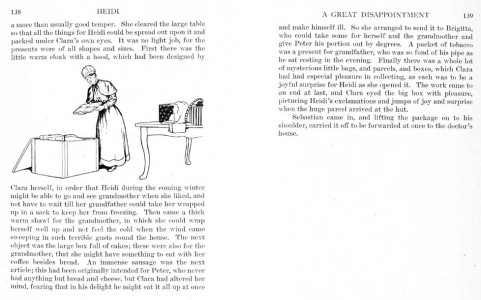 138 HEIDI
a more than usually good temper. She cleared the large table
so that all the things for Heidi could be spread out upon it and
packed under Clara's own eyes. It was no light job, for the
presents were of all shapes and sizes. First there was the
little warm cloak with a hood, which had been designed by
Clara herself, in order that Heidi during the coming winter
might be able to go and see grandmother when she liked, and
not have to wait till her grandfather could take her wrapped
up in a sack to keep her from freezing. Then came a thick
warm shawl for the grandmother, in which she could wrap
herself well up and not feel the cold when the wind came
sweeping in such terrible gusts round the house. The next
object was the large box full of cakes; these were also for the
grandmother, that she might have something to eat with her
coffee besides bread. An immense sausage was the next
article; this had been originally intended for Peter, who never
had anything but bread and cheese, but Clara had altered her
mind, fearing that in his delight he might eat it all up at once
A GREAT DISAPPOINTMENT 139
and make himself ill. So she arranged to send it to Brigitta,
who could take some for herself and the grandmother and
give Peter his portion out by degrees. A packet of tobacco
was a present for grandfather, who was so fond of his pipe as
he sat resting in the evening. Finally there was a whole lot
of mysterious little bags, and parcels, and boxes, which Clara
had had especial pleasure in collecting, as each was to be a
joyful surprise for Heidi as she opened it. The work came to
an end at last, and Clara eyed the big box with pleasure,
picturing Heidi's exclamations and jumps of joy and surprise
when the huge parcel arrived at the hut.
Sebastian came in, and lifting the package on to his
shoulder, carried it off to be forwarded at once to the doctor's
house.